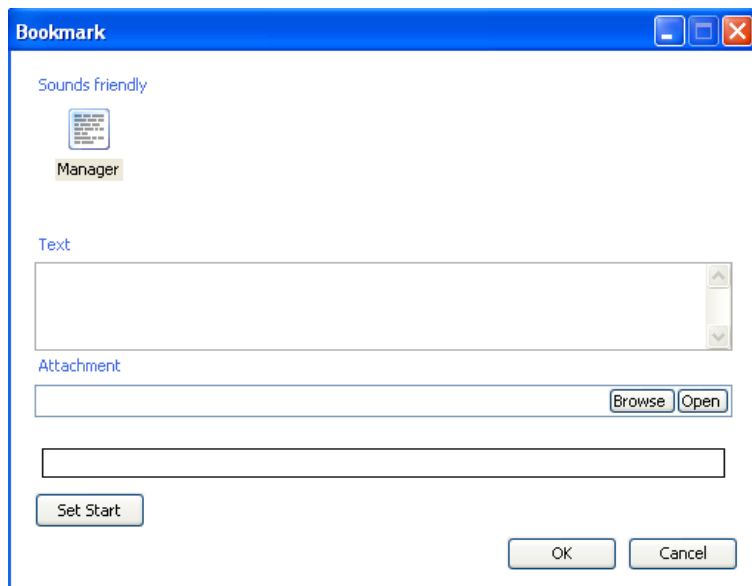 Bookmark
Sounds friendly
Manager
Text
Attachment
Browse Open
Set Start
OK Cancel